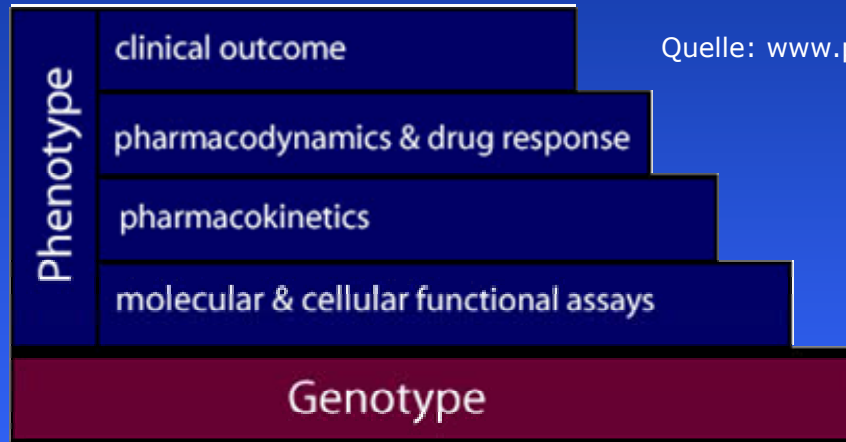 Phenotype
clinical outcome
Quelle: www.p
pharmacodynamics & drug response
pharmacokinetics
molecular & cellular functional assays
Genotype